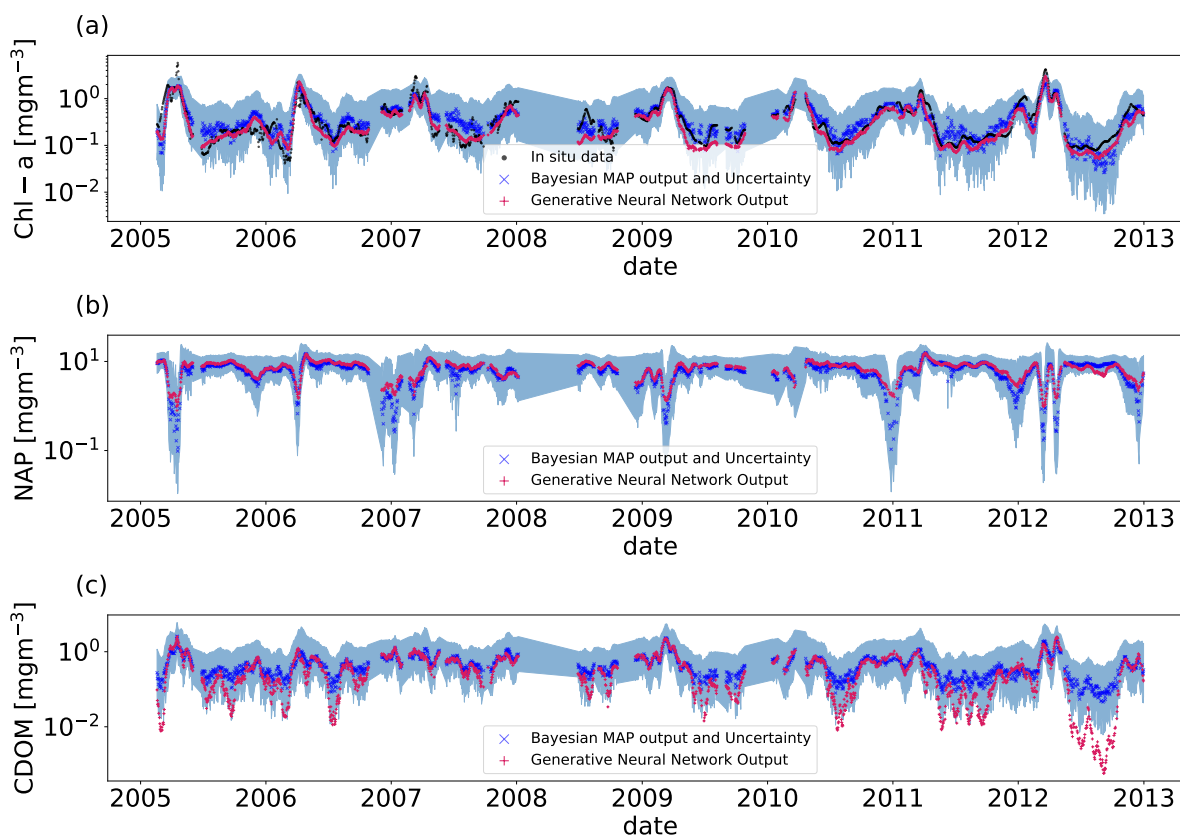 (a)
Chl − a [mgm⁻³]
10⁰
10⁻¹
10⁻²
In situ data
Bayesian MAP output and Uncertainty
Generative Neural Network Output
2005 2006 2007 2008 2009 2010 2011 2012 2013
date
(b)
NAP [mgm⁻³]
10¹
10⁻¹
Bayesian MAP output and Uncertainty
Generative Neural Network Output
2005 2006 2007 2008 2009 2010 2011 2012 2013
date
(c)
CDOM [mgm⁻³]
10⁰
10⁻²
Bayesian MAP output and Uncertainty
Generative Neural Network Output
2005 2006 2007 2008 2009 2010 2011 2012 2013
date